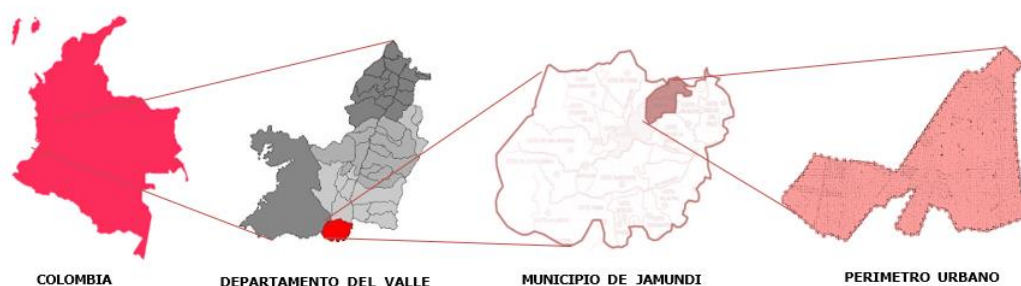 COLOMBIA
DEPARTAMENTO DEL VALLE
MUNICIPIO DE JAMUNDI
PERIMETRO URBANO